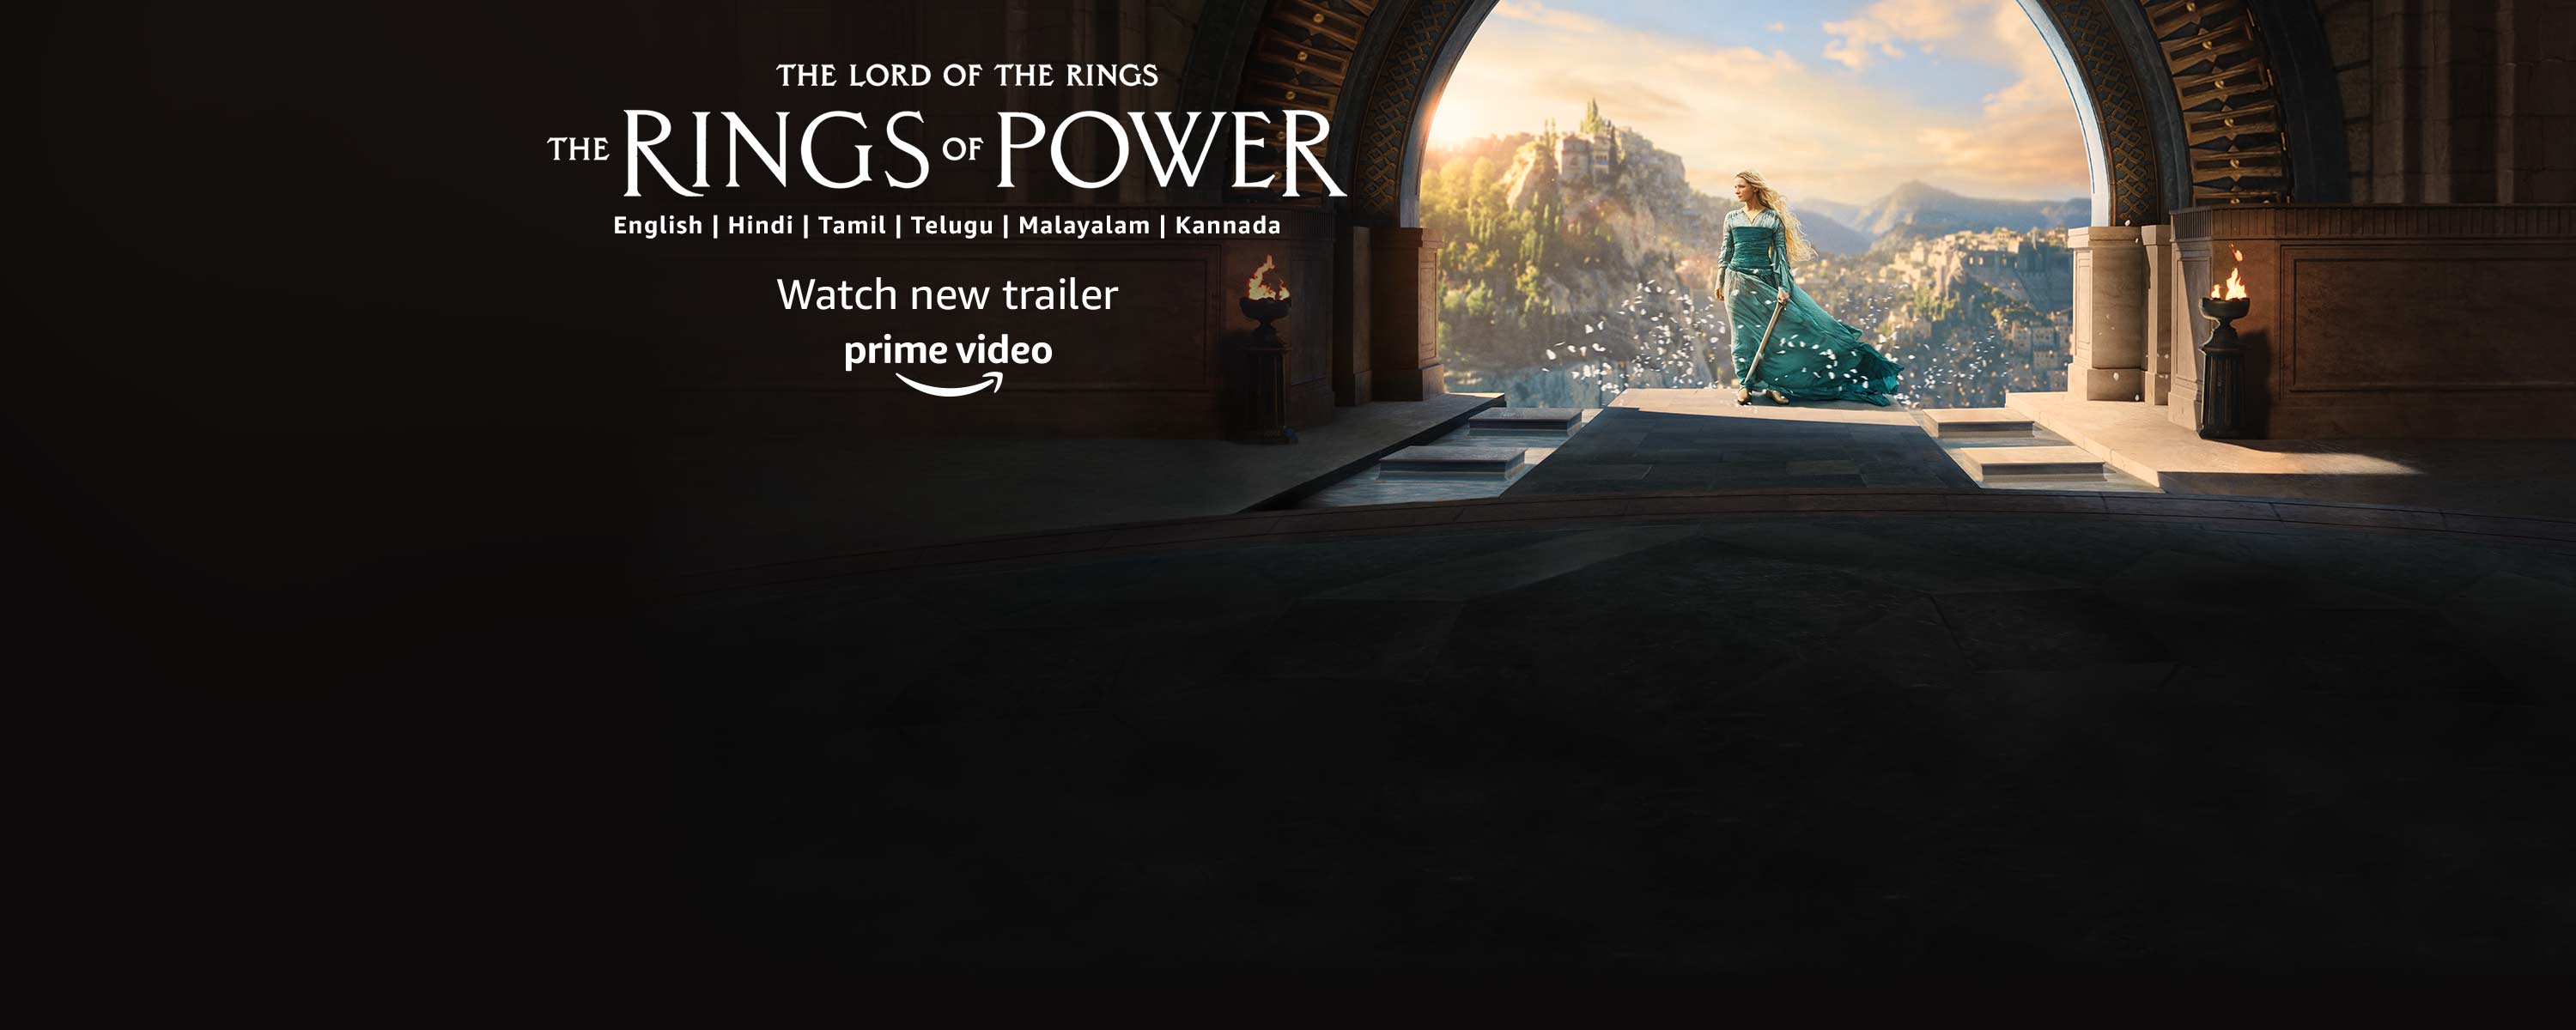 THE LORD OF THE RINGS
THE RINGS OF POWER
English | Hindi | Tamil | Telugu | Malayalam | Kannada
Watch new trailer
prime video